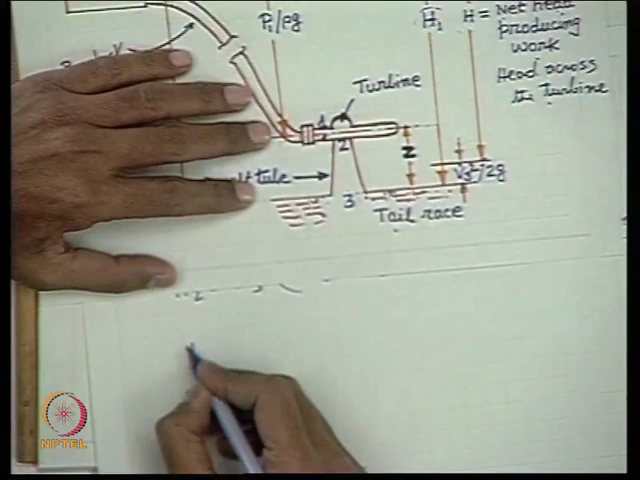 P₁/ρg
H₁
H = Net head
producing
work
Head across
the Turbine
Turbine
1
2
Z
tube
V₃²/2g
3
Tail race
NPTEL